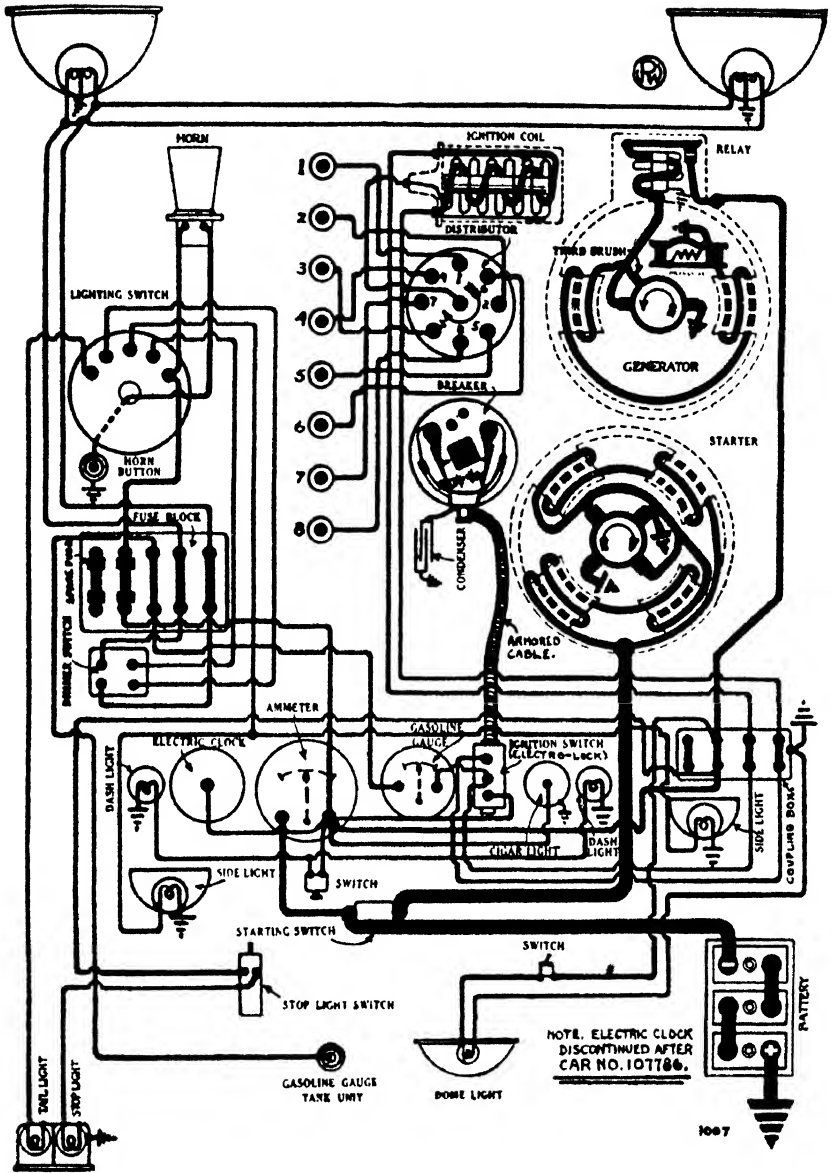 HORN
IGNITION COIL
RELAY
1
2
DISTRIBUTOR
THIRD BRUSH
3
LIGHTING SWITCH
4
GENERATOR
5
BREAKER
6
STARTER
HORN
BUTTON
7
FUSE BLOCK
8
CONDENSER
ARMORED
CABLE.
DIMMER SWITCH
AMMETER
GASOLINE
GAUGE
ELECTRIC CLOCK
IGNITION SWITCH
(ELECTRO-LOCK)
DASH LIGHT
CIGAR LIGHT
DASH
LIGHT
SIDE LIGHT
COUPLING BOX
SIDE LIGHT
SWITCH
STARTING SWITCH
SWITCH
STOP LIGHT SWITCH
BATTERY
NOTE. ELECTRIC CLOCK
DISCONTINUED AFTER
CAR NO. 107786.
GASOLINE GAUGE
TANK UNIT
DOME LIGHT
TAIL LIGHT
STOP LIGHT
1007